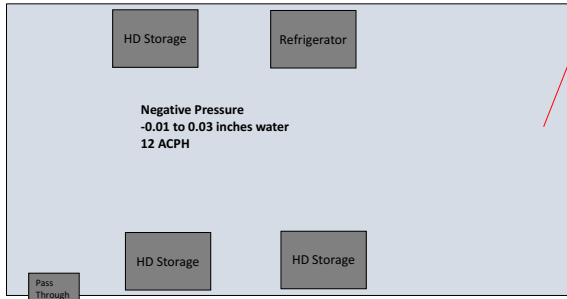 HD Storage
Refrigerator
Negative Pressure
-0.01 to 0.03 inches water
12 ACPH
HD Storage
HD Storage
Pass
Through